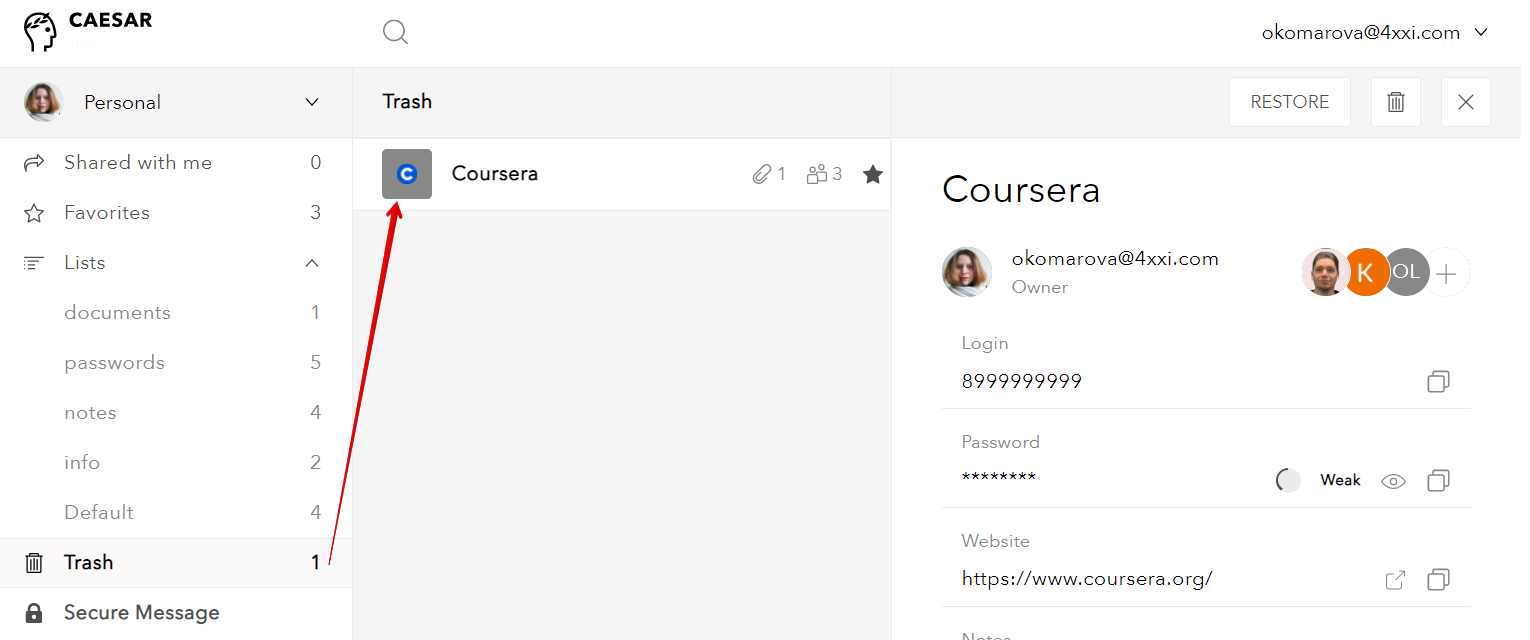 CAESAR
okomarova@4xxi.com
Personal
Trash
RESTORE
Shared with me 0
Favorites 3
Lists
documents 1
passwords 5
notes 4
info 2
Default 4
Trash 1
Secure Message
Coursera 1 3
Coursera
okomarova@4xxi.com
Owner
K
OL
Login
8999999999
Password
********
Weak
Website
https://www.coursera.org/
Notes